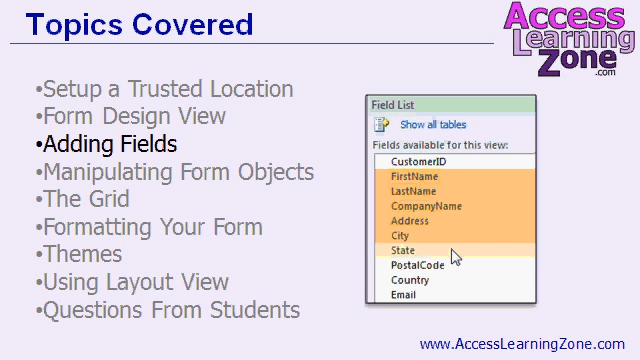 Topics Covered
Access
Learning
Zone
.com
•Setup a Trusted Location
•Form Design View
•Adding Fields
•Manipulating Form Objects
•The Grid
•Formatting Your Form
•Themes
•Using Layout View
•Questions From Students
Field List
Show all tables
Fields available for this view:
CustomerID
FirstName
LastName
CompanyName
Address
City
State
PostalCode
Country
Email
www.AccessLearningZone.com